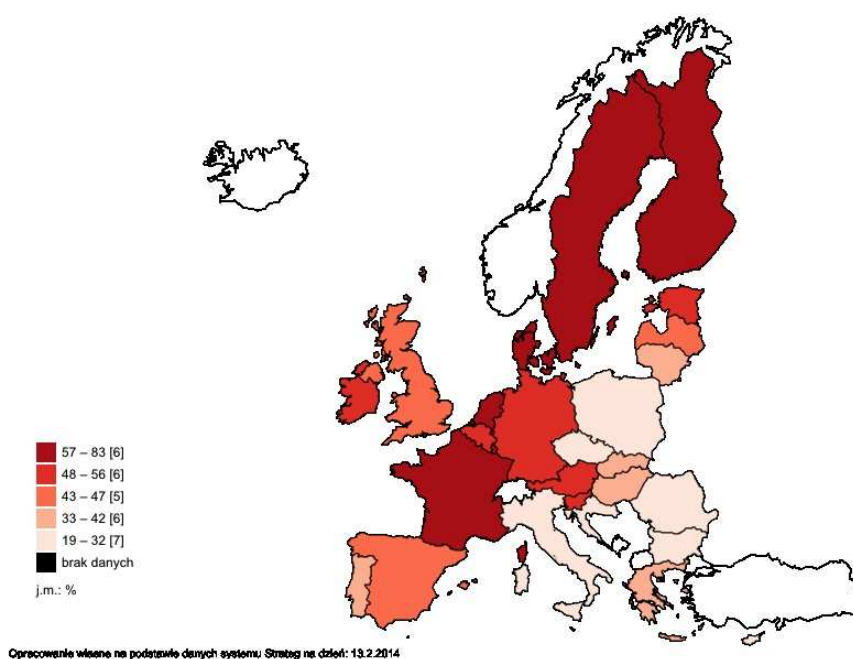 57 – 83 [6]
48 – 56 [6]
43 – 47 [5]
33 – 42 [6]
19 – 32 [7]
brak danych
j.m.: %
Opracowanie własne na podstawie danych systemu Strateg na dzień: 13.2.2014